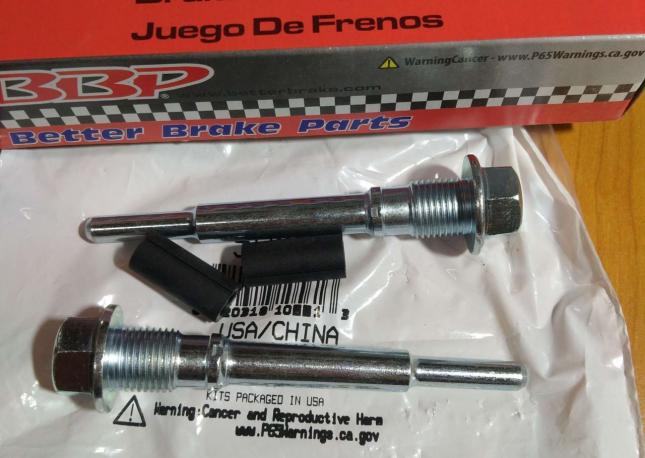 Juego De Frenos
WarningCancer - www.P65Warnings.ca.gov
BBP
www.betterbrake.com
Better Brake Parts
USA/CHINA
KITS PACKAGED IN USA
Warning:Cancer and Reproductive Harm
www.P65Warnings.ca.gov